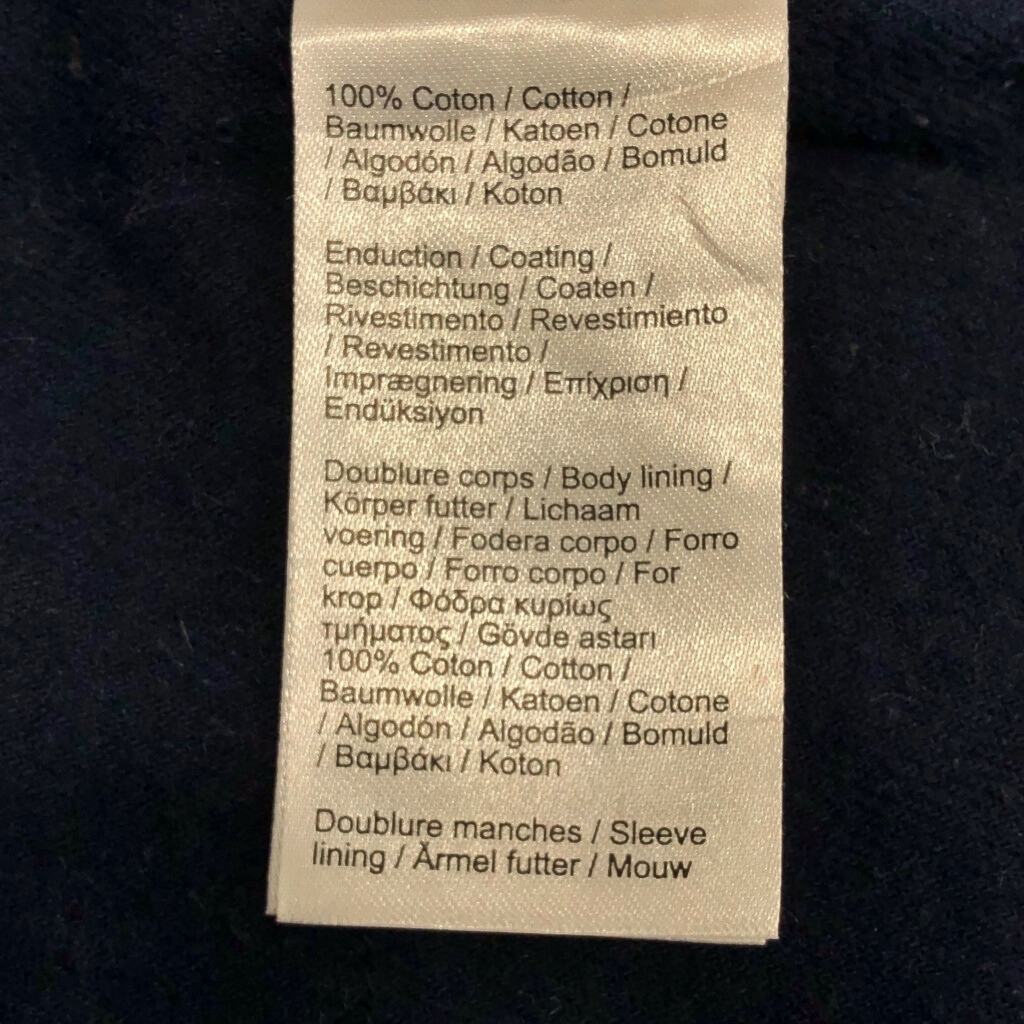 100% Coton / Cotton /
Baumwolle / Katoen / Cotone
/ Algodón / Algodão / Bomuld
/ Βαμβάκι / Koton
Enduction / Coating /
Beschichtung / Coaten /
Rivestimento / Revestimiento
/ Revestimento /
Imprægnering / Επίχριση /
Endüksiyon
Doublure corps / Body lining /
Körper futter / Lichaam
voering / Fodera corpo / Forro
cuerpo / Forro corpo / For
krop / Φόδρα κυρίως
τμήματος / Gövde astarı
100% Coton / Cotton /
Baumwolle / Katoen / Cotone
/ Algodón / Algodão / Bomuld
/ Βαμβάκι / Koton
Doublure manches / Sleeve
lining / Ärmel futter / Mouw